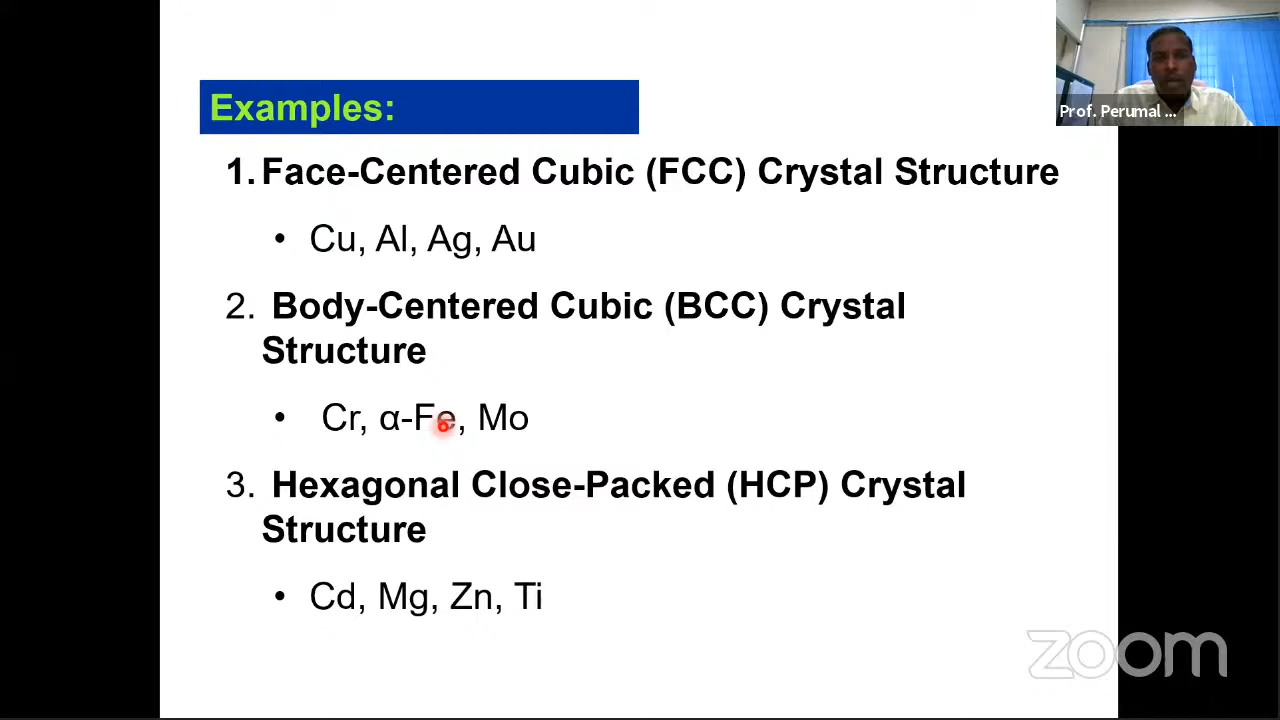 Examples:
Prof. Perumal ...
1. Face-Centered Cubic (FCC) Crystal Structure
• Cu, Al, Ag, Au
2. Body-Centered Cubic (BCC) Crystal
Structure
• Cr, α-Fe, Mo
3. Hexagonal Close-Packed (HCP) Crystal
Structure
• Cd, Mg, Zn, Ti
zoom